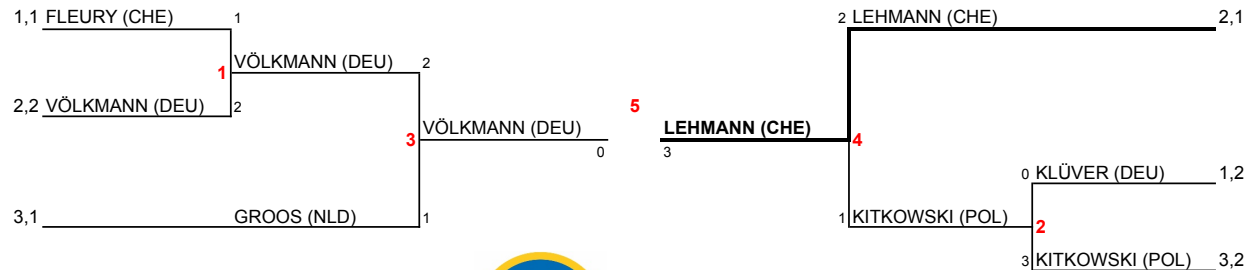 1,1 FLEURY (CHE) 1
2 LEHMANN (CHE) 2,1
1 VÖLKMANN (DEU) 2
2,2 VÖLKMANN (DEU) 2
5
3 VÖLKMANN (DEU) 0
LEHMANN (CHE) 4
3
0 KLÜVER (DEU) 1,2
3,1 GROOS (NLD) 1
1 KITKOWSKI (POL) 2
3 KITKOWSKI (POL) 3,2